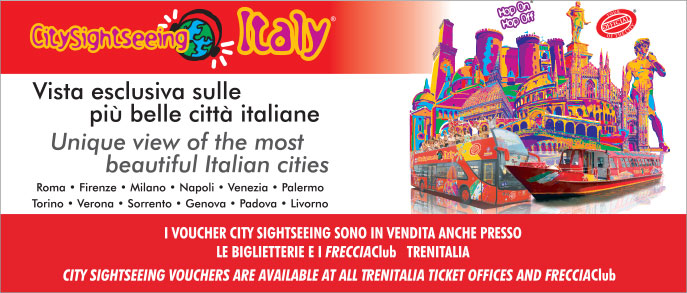 CitySightseeing Italy®
Hop On
Hop Off
OFFICIAL
Vista esclusiva sulle
più belle città italiane
Unique view of the most
beautiful Italian cities
Roma • Firenze • Milano • Napoli • Venezia • Palermo
Torino • Verona • Sorrento • Genova • Padova • Livorno
I VOUCHER CITY SIGHTSEEING SONO IN VENDITA ANCHE PRESSO
LE BIGLIETTERIE E I FRECCIAClub TRENITALIA
CITY SIGHTSEEING VOUCHERS ARE AVAILABLE AT ALL TRENITALIA TICKET OFFICES AND FRECCIAClub